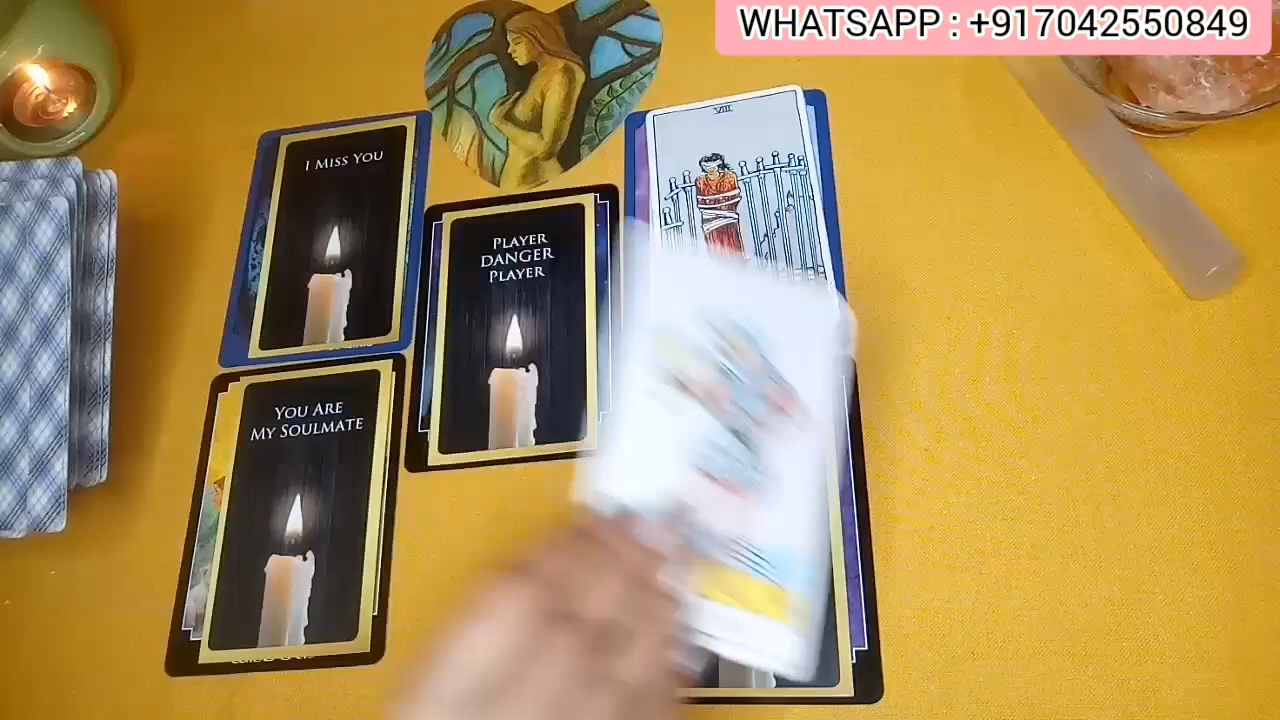 WHATSAPP : +917042550849
I MISS YOU
VIII
PLAYER
DANGER
PLAYER
YOU ARE
MY SOULMATE